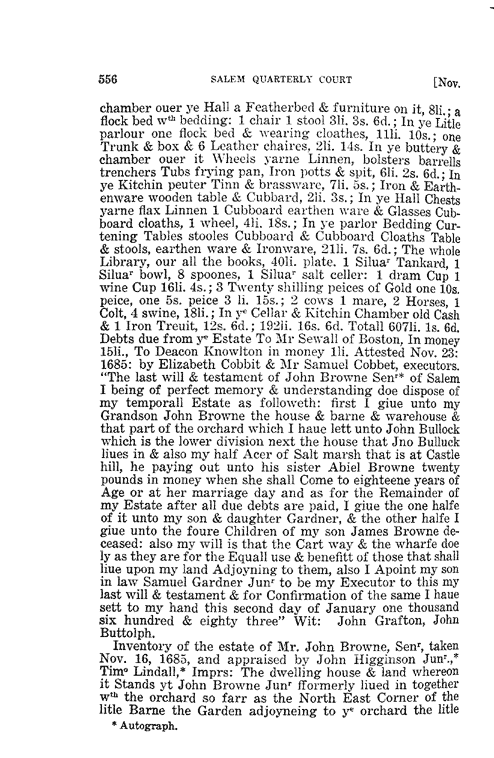 556 SALEM QUARTERLY COURT [Nov.
chamber ouer ye Hall a Featherbed & furniture on it, 8li.; a
flock bed wth bedding: 1 chair 1 stool 3li. 3s. 6d.; In ye Litle
parlour one flock bed & wearing cloathes, 11li. 10s.; one
Trunk & box & 6 Leather chaires, 2li. 14s. In ye buttery &
chamber ouer it Wheels yarne Linnen, bolsters barrells
trenchers Tubs frying pan, Iron potts & spit, 6li. 2s. 6d.; In
ye Kitchin peuter Tinn & brassware, 7li. 5s.; Iron & Earth-
enware wooden table & Cubbard, 2li. 3s.; In ye Hall Chests
yarne flax Linnen 1 Cubboard earthen ware & Glasses Cub-
board cloaths, 1 wheel, 4li. 18s.; In ye parlor Bedding Cur-
tening Tables stooles Cubboard & Cubboard Cloaths Table
& stools, earthen ware & Ironware, 21li. 7s. 6d.; The whole
Library, our all the books, 40li. plate. 1 Siluar Tankard, 1
Siluar bowl, 8 spoones, 1 Siluar salt celler: 1 dram Cup 1
wine Cup 16li. 4s.; 3 Twenty shilling peices of Gold one 10s.
peice, one 5s. peice 3 li. 15s.; 2 cows 1 mare, 2 Horses, 1
Colt, 4 swine, 18li.; In ye Cellar & Kitchin Chamber old Cash
& 1 Iron Treuit, 12s. 6d.; 192li. 16s. 6d. Totall 607li. 1s. 6d.
Debts due from ye Estate To Mr Sewall of Boston, In money
15li., To Deacon Knowlton in money 1li. Attested Nov. 23:
1685: by Elizabeth Cobbit & Mr Samuel Cobbet, executors.
"The last will & testament of John Browne Senr* of Salem
I being of perfect memory & understanding doe dispose of
my temporall Estate as followeth: first I giue unto my
Grandson John Browne the house & barne & warehouse &
that part of the orchard which I haue lett unto John Bullock
which is the lower division next the house that Jno Bulluck
liues in & also my half Acer of Salt marsh that is at Castle
hill, he paying out unto his sister Abiel Browne twenty
pounds in money when she shall Come to eighteene years of
Age or at her marriage day and as for the Remainder of
my Estate after all due debts are paid, I giue the one halfe
of it unto my son & daughter Gardner, & the other halfe I
giue unto the foure Children of my son James Browne de-
ceased: also my will is that the Cart way & the wharfe doe
ly as they are for the Equall use & benefitt of those that shall
liue upon my land Adjoyning to them, also I Apoint my son
in law Samuel Gardner Junr to be my Executor to this my
last will & testament & for Confirmation of the same I haue
sett to my hand this second day of January one thousand
six hundred & eighty three" Wit: John Grafton, John
Buttolph.
Inventory of the estate of Mr. John Browne, Senr, taken
Nov. 16, 1685, and appraised by John Higginson Junr.,*
Timo Lindall,* Imprs: The dwelling house & land whereon
it Stands yt John Browne Junr fformerly liued in together
wth the orchard so farr as the North East Corner of the
litle Barne the Garden adjoyneing to ye orchard the litle
* Autograph.